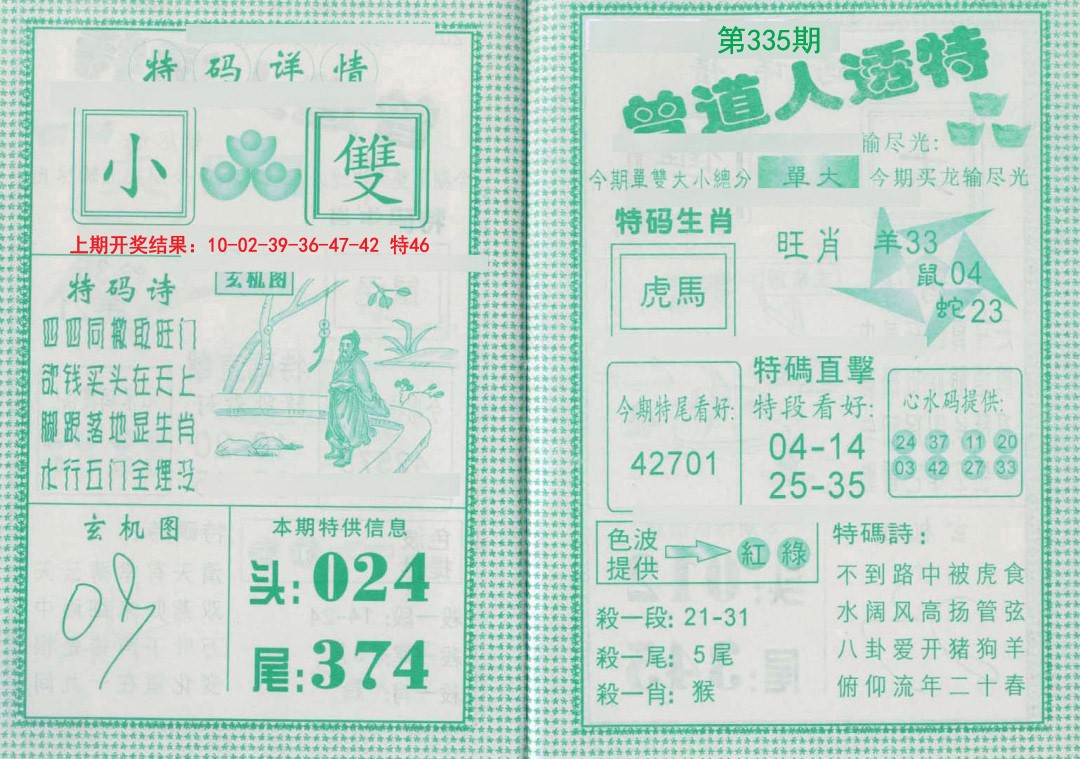 特码详情
小
雙
上期开奖结果：10-02-39-36-47-42 特46
特码诗
四四同撤取旺门
欲钱买头在天上
脚跟落地显生肖
六行五门全埋没
玄机图
玄机图
本期特供信息
头:024
尾:374
第335期
曾道人透特
输尽光:
今期單雙大小總分 單大
今期买龙输尽光
特码生肖
虎馬
旺肖
羊33
鼠04
蛇23
今期特尾看好:
42701
特碼直擊
特段看好:
04-14
25-35
心水码提供:
24 37 11 20
03 42 27 33
色波
提供
紅 綠
殺一段: 21-31
殺一尾: 5尾
殺一肖: 猴
特碼詩:
不到路中被虎食
水阔风高扬管弦
八卦爱开猪狗羊
俯仰流年二十春